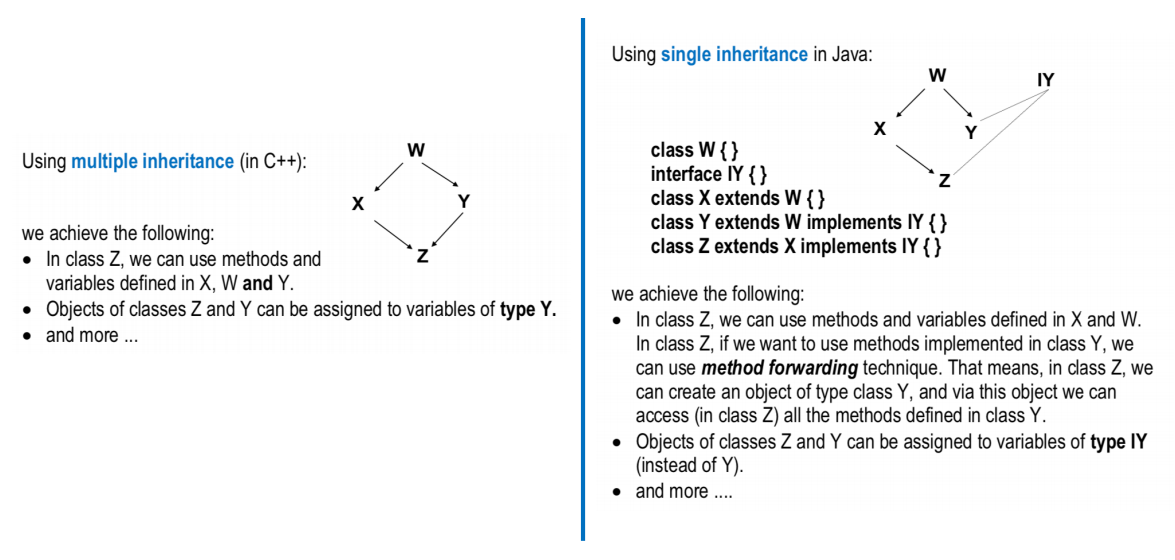 Using multiple inheritance (in C++):
W
X
Y
Z
we achieve the following:
• In class Z, we can use methods and
variables defined in X, W and Y.
• Objects of classes Z and Y can be assigned to variables of type Y.
• and more ...
Using single inheritance in Java:
W
IY
X
Y
Z
class W { }
interface IY { }
class X extends W { }
class Y extends W implements IY { }
class Z extends X implements IY { }
we achieve the following:
• In class Z, we can use methods and variables defined in X and W.
In class Z, if we want to use methods implemented in class Y, we
can use method forwarding technique. That means, in class Z, we
can create an object of type class Y, and via this object we can
access (in class Z) all the methods defined in class Y.
• Objects of classes Z and Y can be assigned to variables of type IY
(instead of Y).
• and more ....